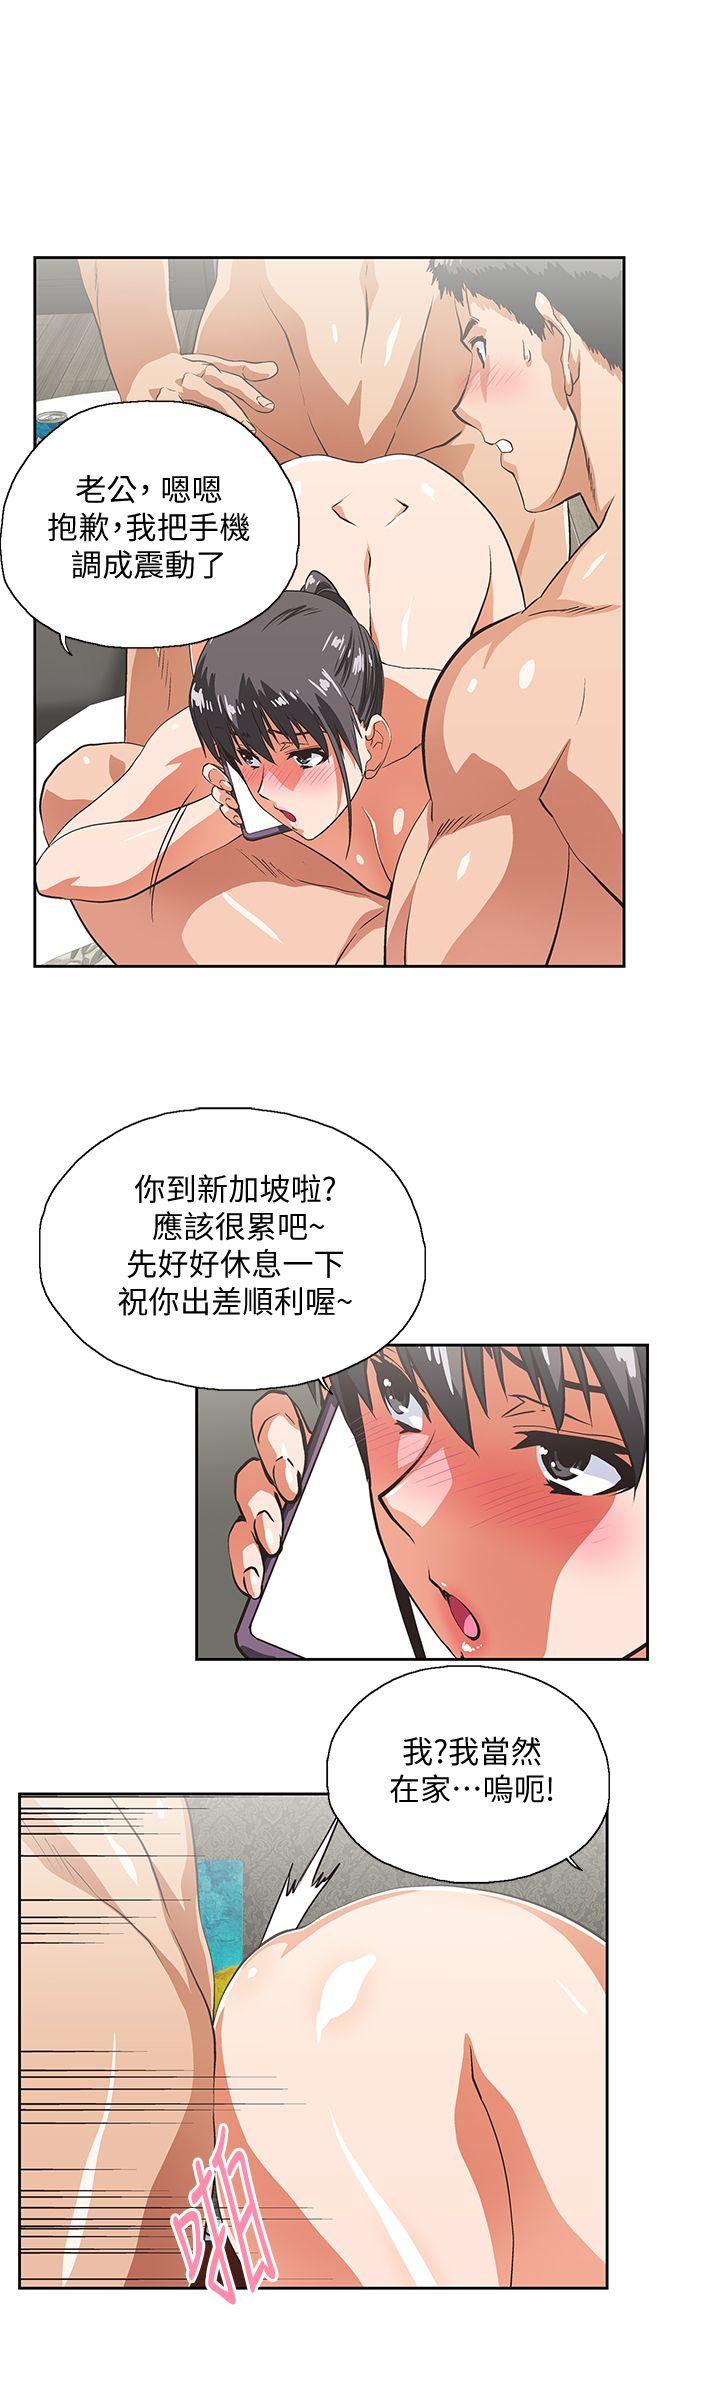 老公，嗯嗯
抱歉，我把手機
調成震動了
你到新加坡啦?
應該很累吧~
先好好休息一下
祝你出差順利喔~
我?我當然
在家…嗚呃!
啪